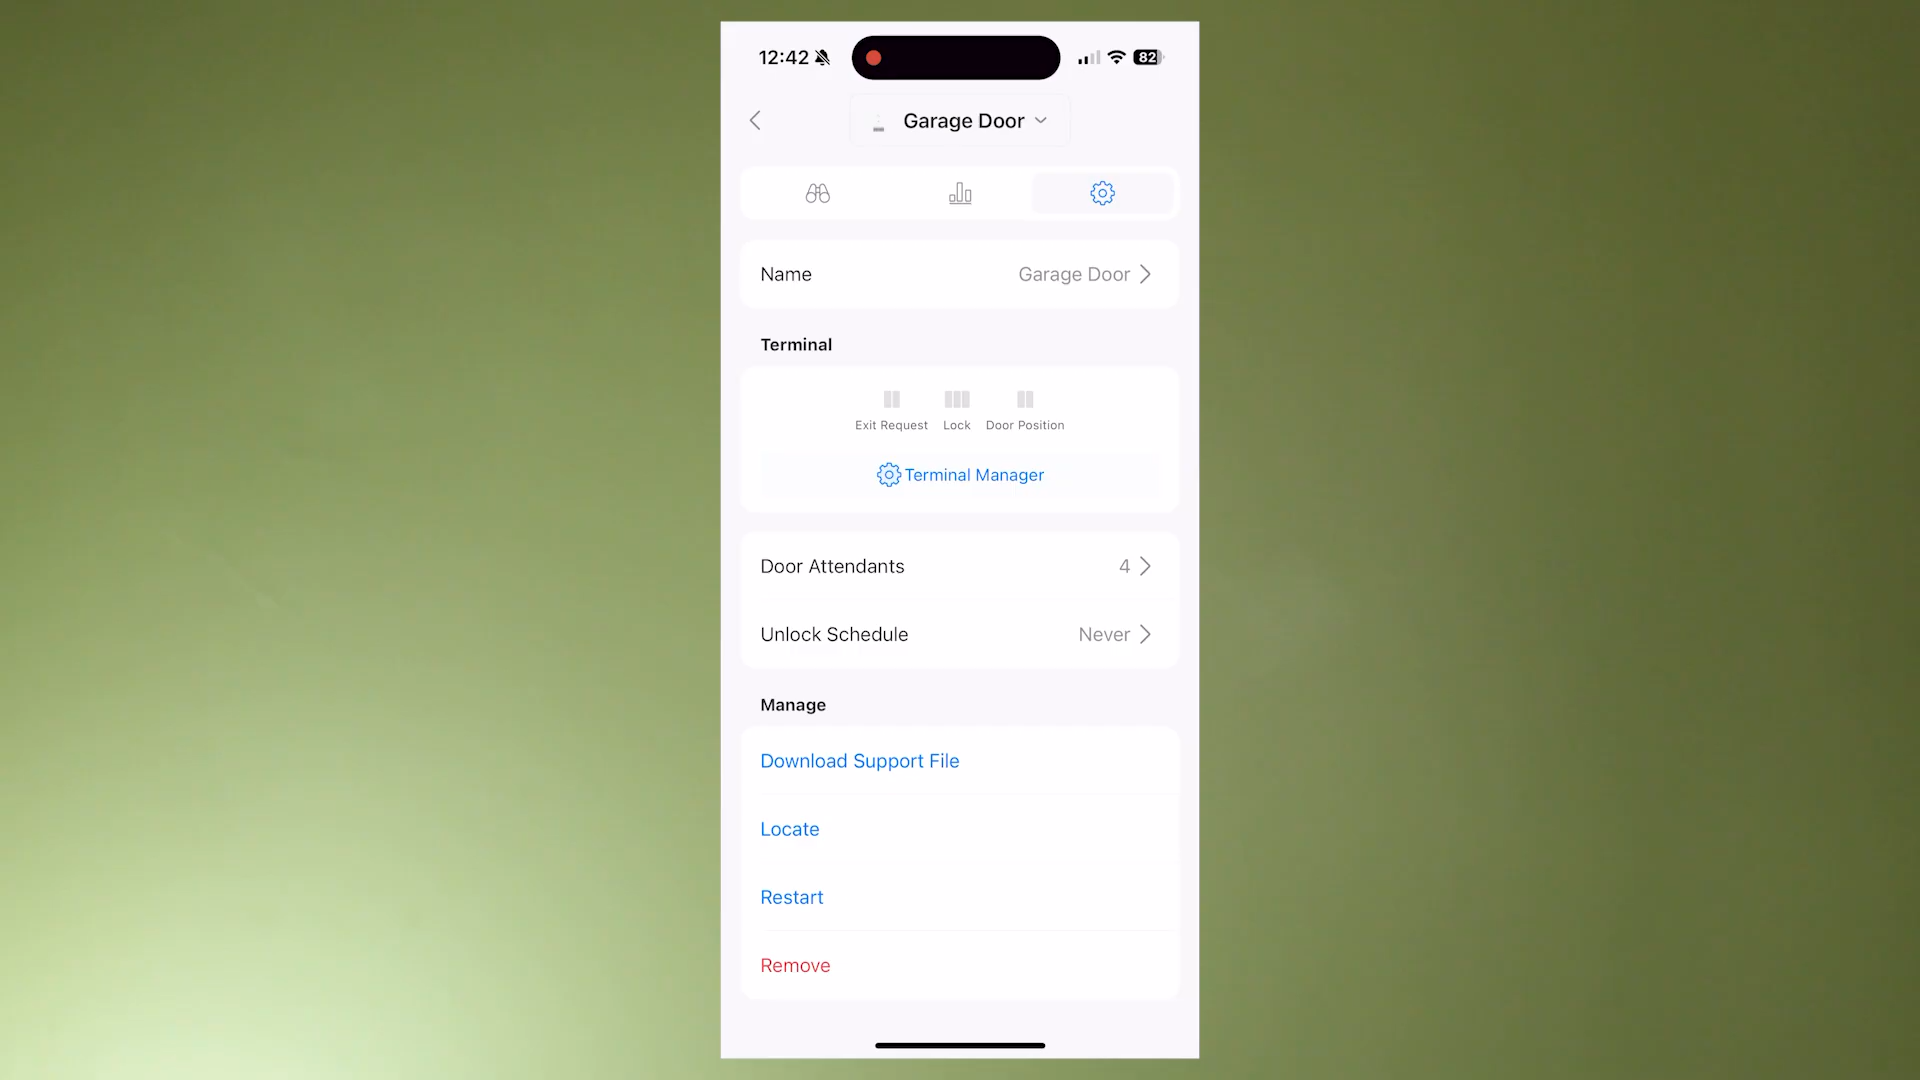 12:42
82
Garage Door
Name
Garage Door
Terminal
Exit Request Lock Door Position
Terminal Manager
Door Attendants
4
Unlock Schedule
Never
Manage
Download Support File
Locate
Restart
Remove